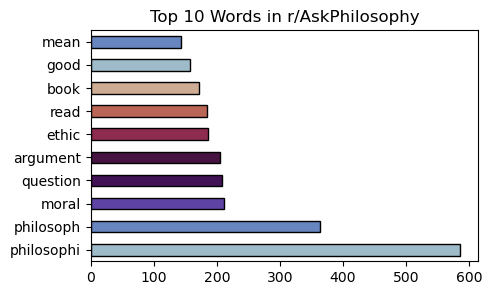 Top 10 Words in r/AskPhilosophy
mean
good
book
read
ethic
argument
question
moral
philosoph
philosophi
0 100 200 300 400 500 600